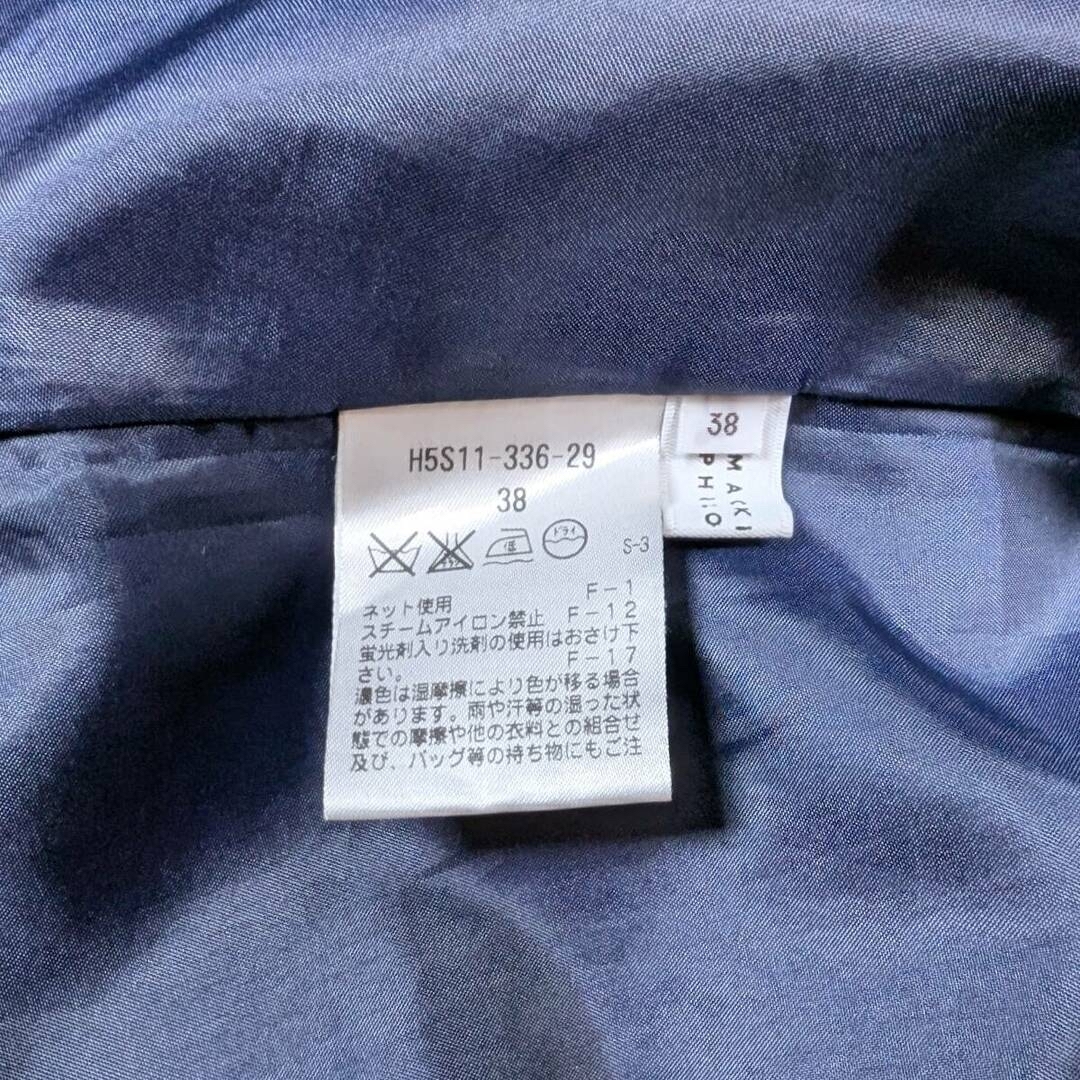 H5S11-336-29
38
低
ドライ
S-3
ネット使用 F-1
スチームアイロン禁止 F-12
蛍光剤入り洗剤の使用はおさけ下
さい。 F-17
濃色は湿摩擦により色が移る場合
があります。雨や汗等の湿った状
態での摩擦や他の衣料との組合せ
及び、バッグ等の持ち物にもご注
38